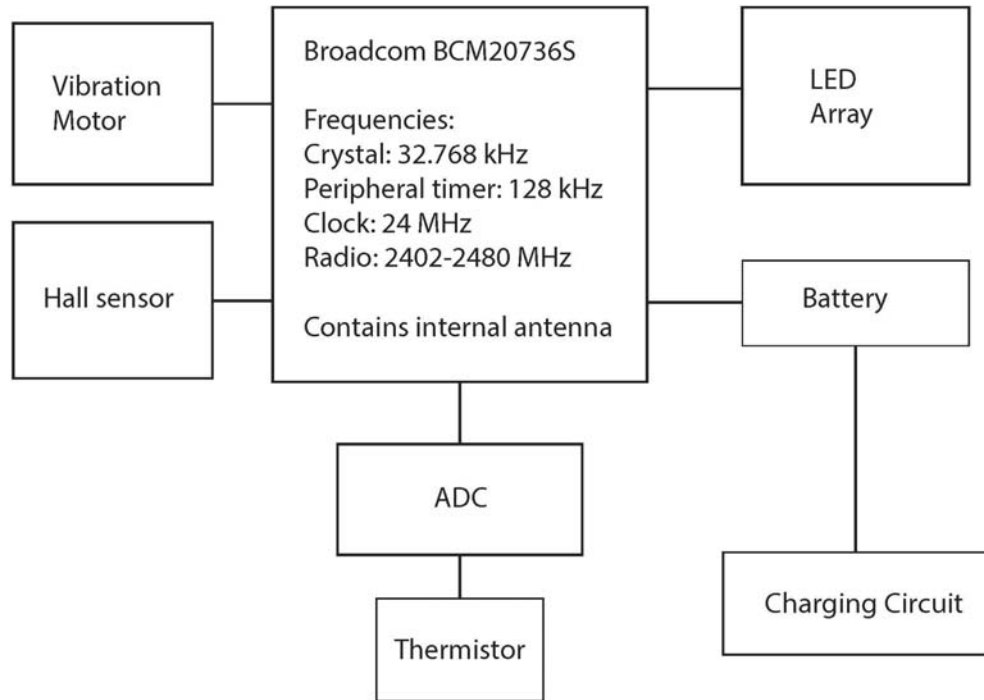 Vibration
Motor
Hall sensor
Broadcom BCM20736S
Frequencies:
Crystal: 32.768 kHz
Peripheral timer: 128 kHz
Clock: 24 MHz
Radio: 2402-2480 MHz
Contains internal antenna
LED
Array
Battery
ADC
Thermistor
Charging Circuit